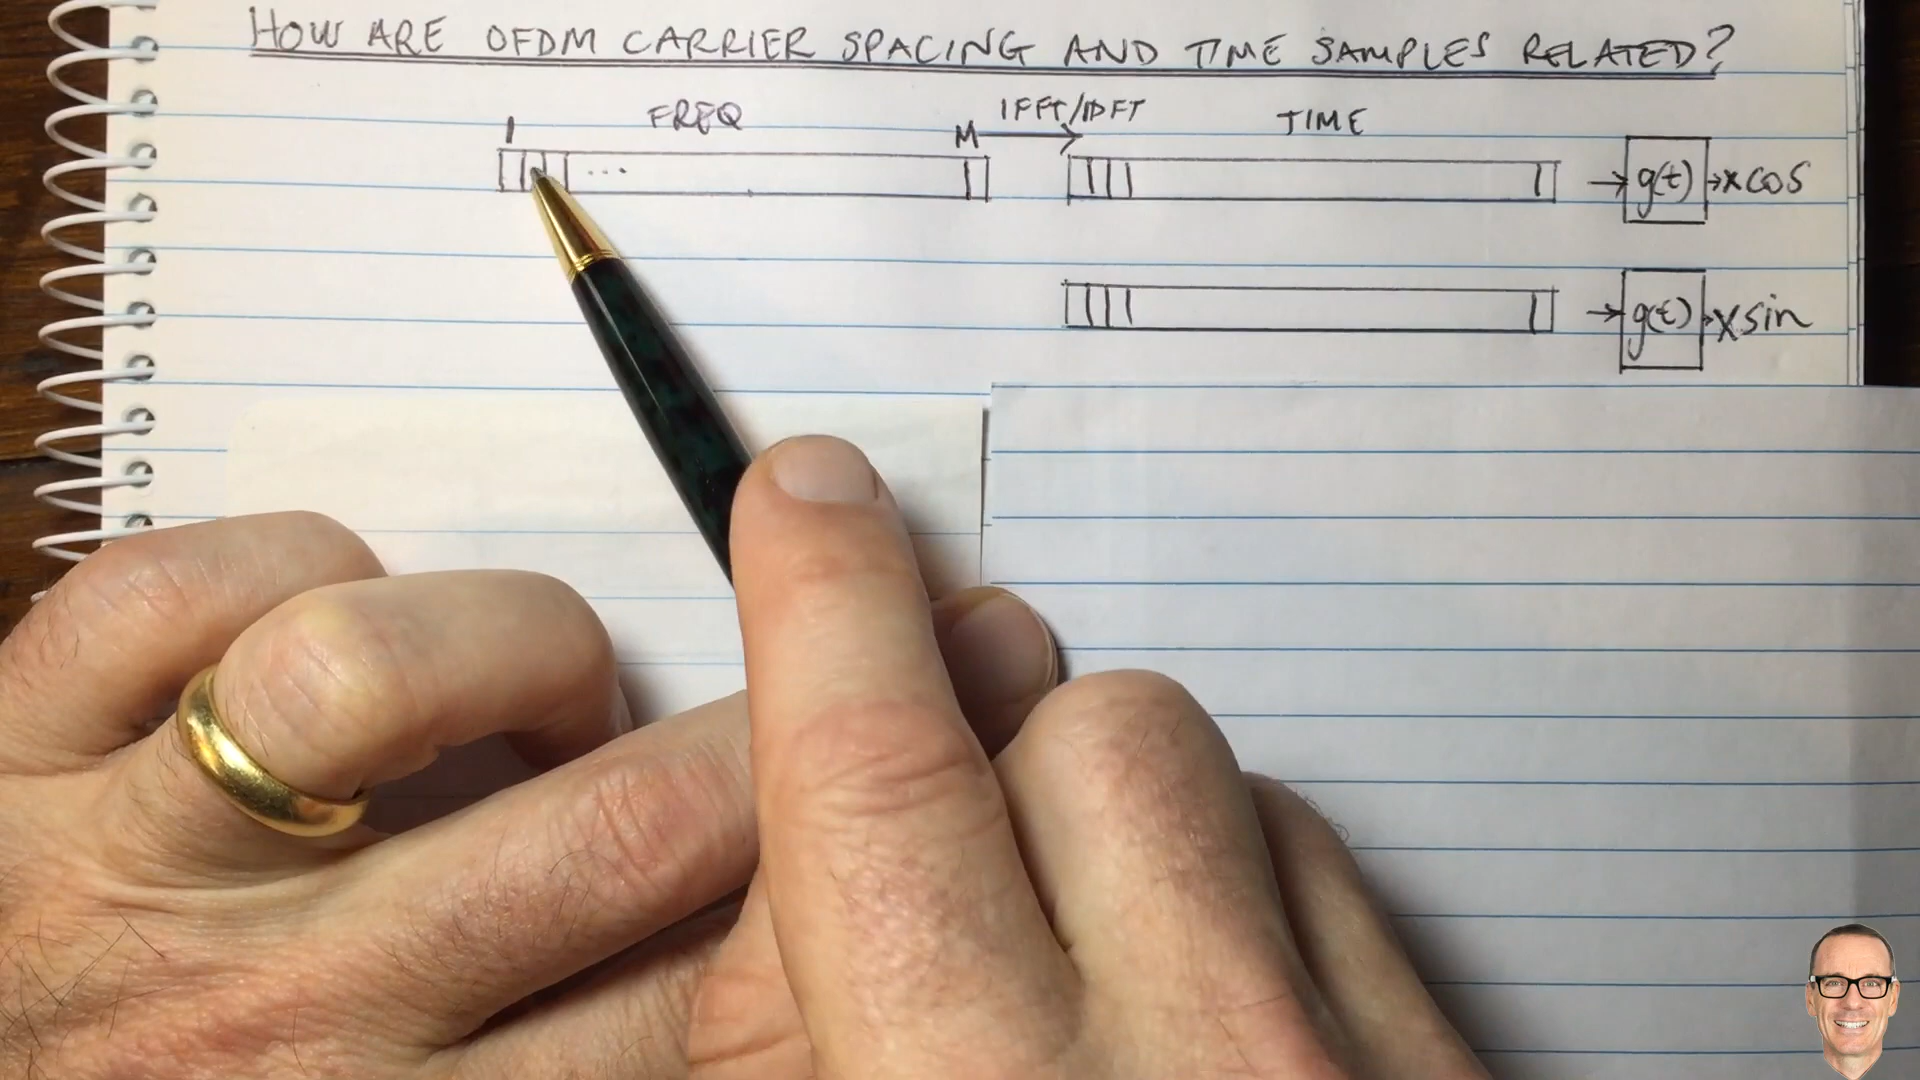 HOW ARE OFDM CARRIER SPACING AND TIME SAMPLES RELATED?
1 FREQ M IFFT/IDFT TIME
... → g(t) → x cos
→ g(t) → x sin